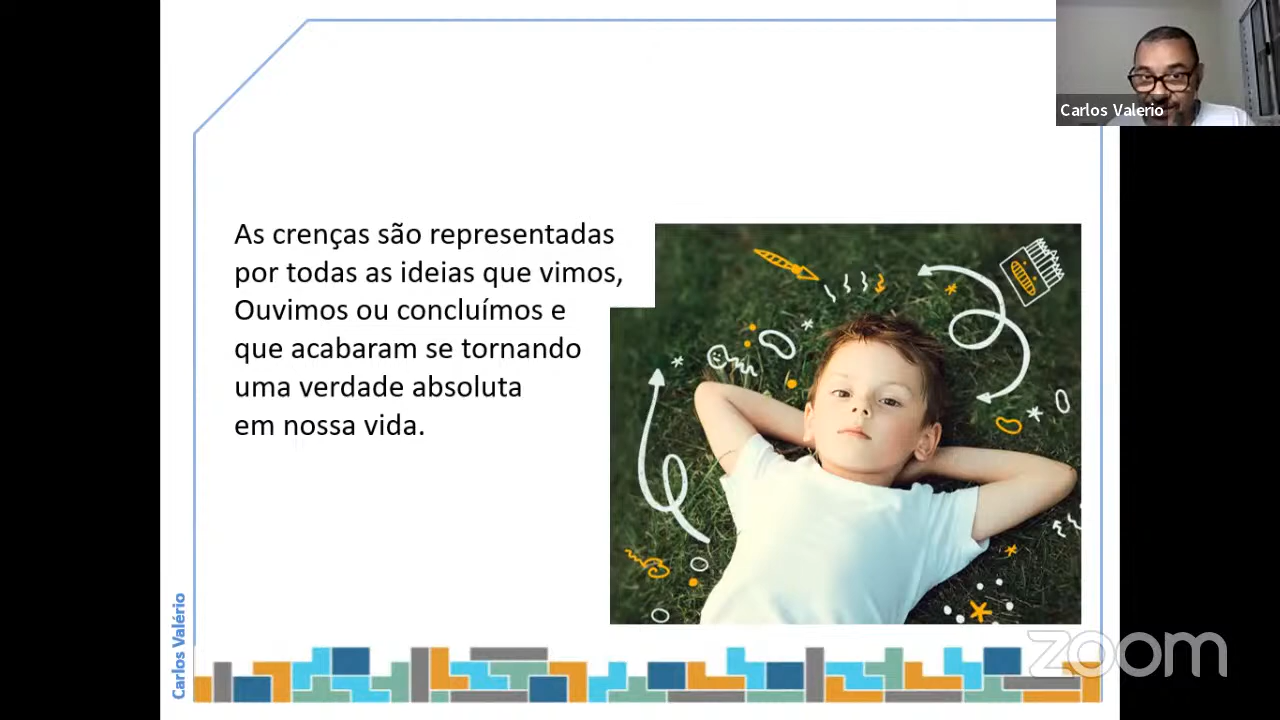 Carlos Valerio
As crenças são representadas
por todas as ideias que vimos,
Ouvimos ou concluímos e
que acabaram se tornando
uma verdade absoluta
em nossa vida.
Carlos Valério
zoom